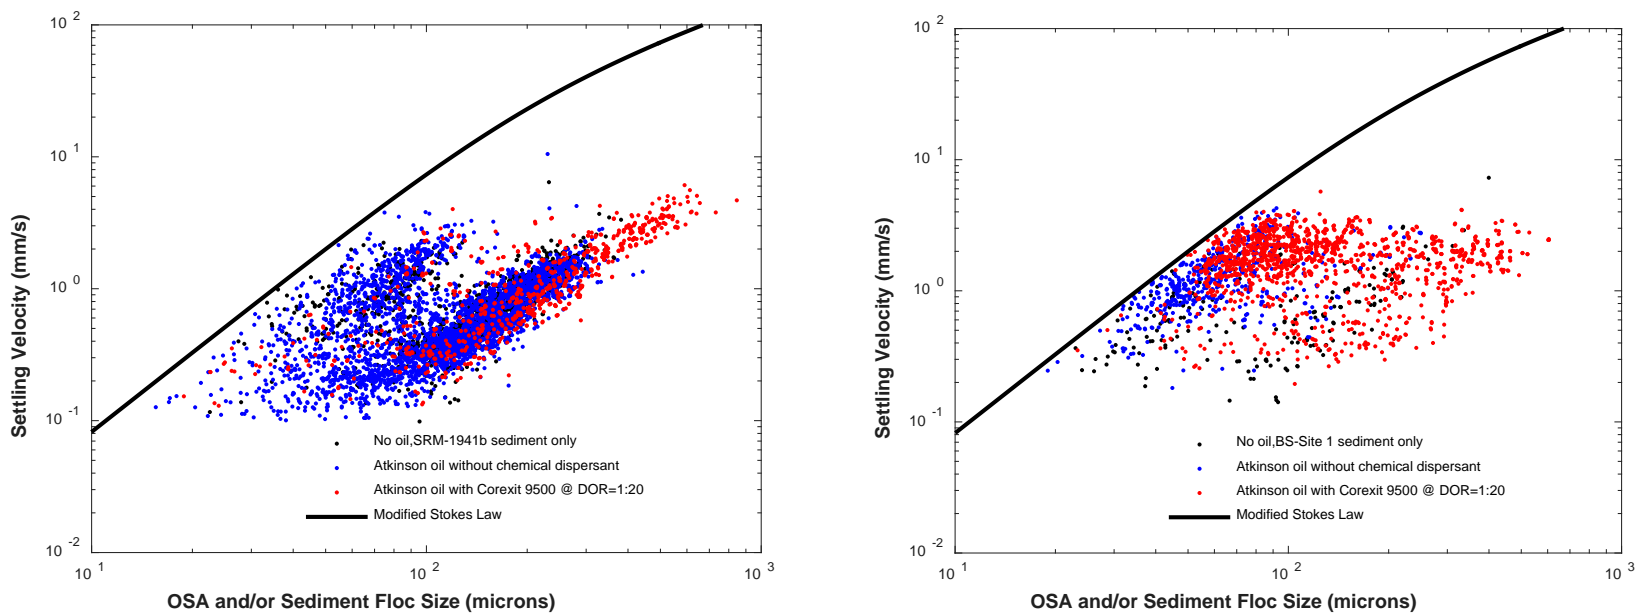 10 2
10 1
10 0
10 -1
10 -2
Settling Velocity (mm/s)
No oil,SRM-1941b sediment only
Atkinson oil without chemical dispersant
Atkinson oil with Corexit 9500 @ DOR=1:20
Modified Stokes Law
10 1
10 2
10 3
OSA and/or Sediment Floc Size (microns)
10 2
10 1
10 0
10 -1
10 -2
Settling Velocity (mm/s)
No oil,BS-Site 1 sediment only
Atkinson oil without chemical dispersant
Atkinson oil with Corexit 9500 @ DOR=1:20
Modified Stokes Law
10 1
10 2
10 3
OSA and/or Sediment Floc Size (microns)